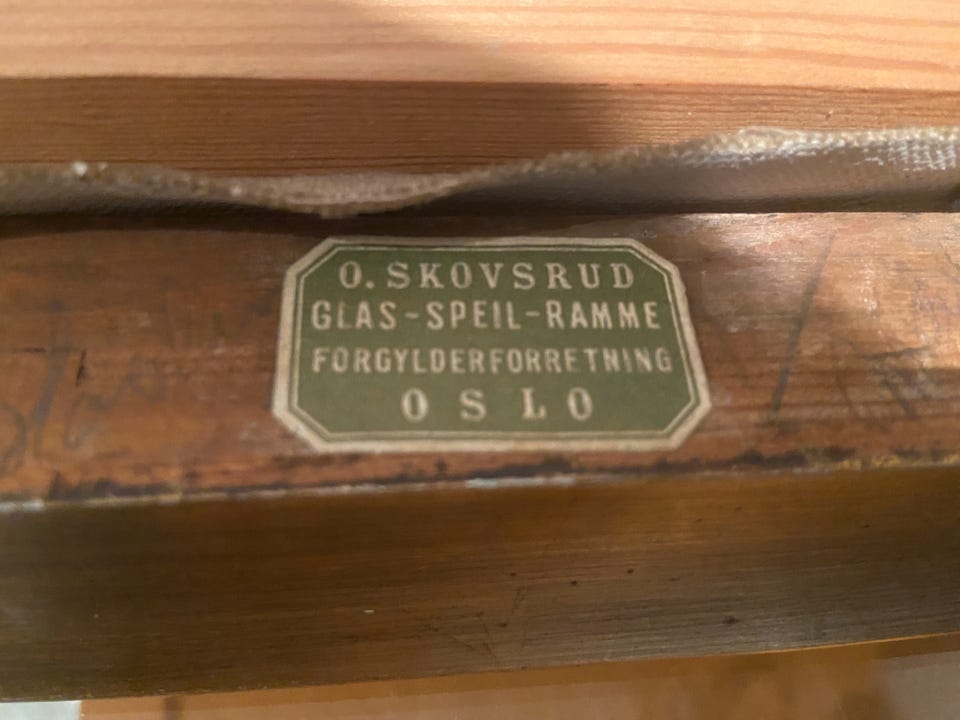 O. SKOVSRUD
GLAS-SPEIL-RAMME
FORGYLDERFORRETNING
OSLO